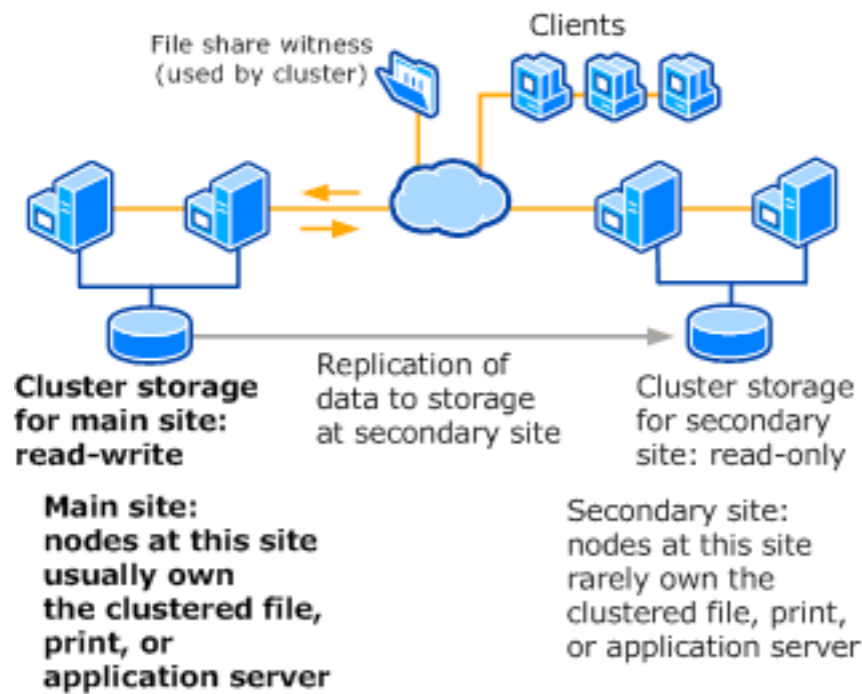 File share witness
(used by cluster)
Clients
Replication of
data to storage
at secondary site
Cluster storage
for main site:
read-write
Cluster storage
for secondary
site: read-only
Main site:
nodes at this site
usually own
the clustered file,
print, or
application server
Secondary site:
nodes at this site
rarely own the
clustered file, print,
or application server